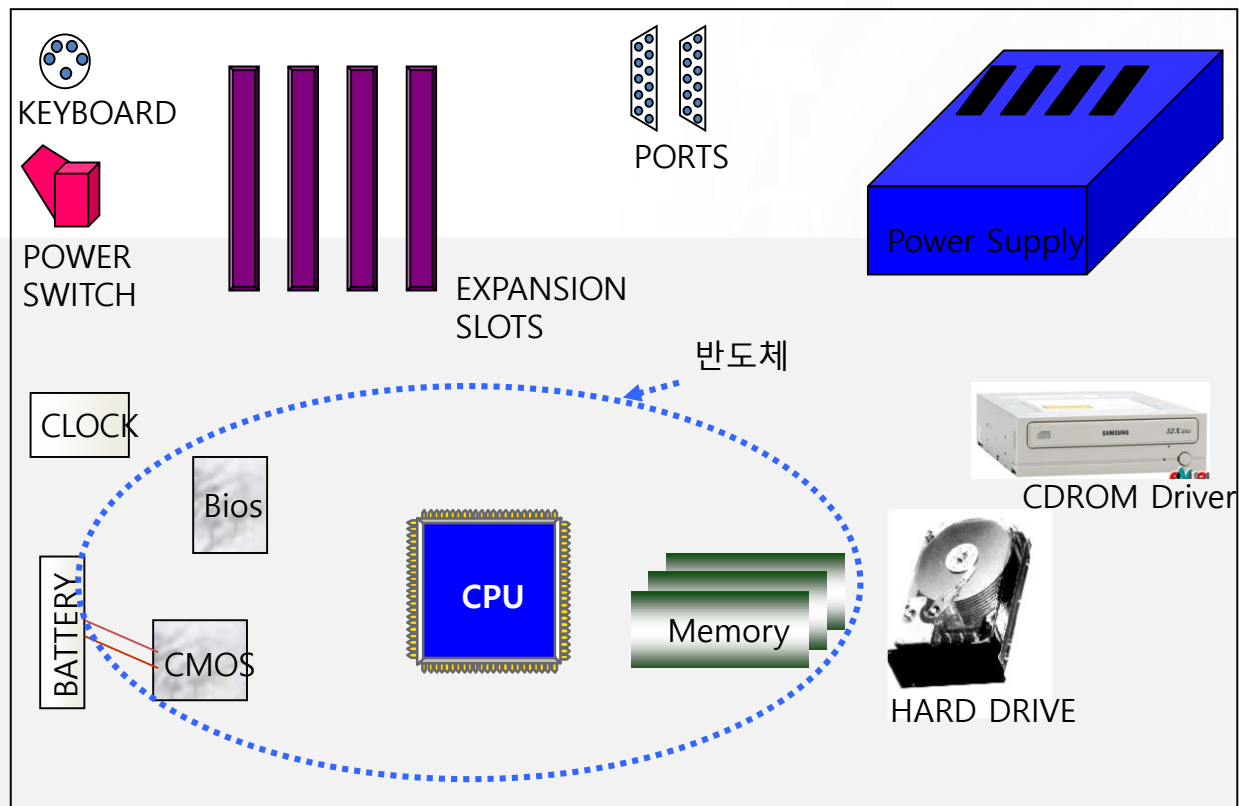 KEYBOARD
PORTS
POWER
SWITCH
Power Supply
EXPANSION
SLOTS
반도체
CLOCK
SAMSUNG
Bios
CDROM Driver
CPU
BATTERY
Memory
CMOS
HARD DRIVE